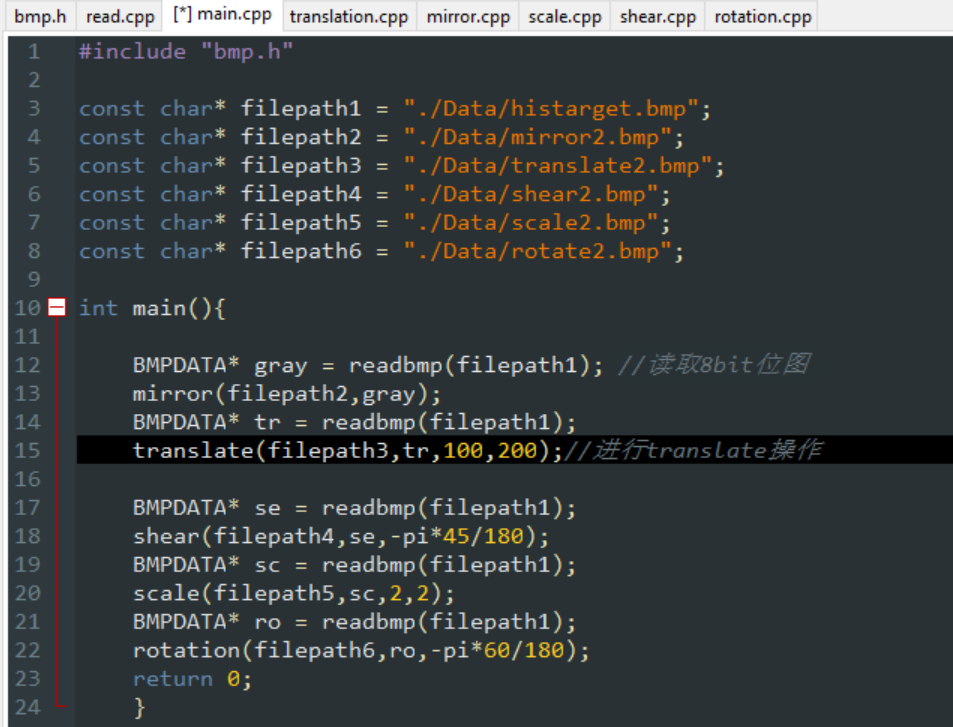 bmp.h read.cpp [*] main.cpp translation.cpp mirror.cpp scale.cpp shear.cpp rotation.cpp
1 #include "bmp.h"
2
3 const char* filepath1 = "./Data/histarget.bmp";
4 const char* filepath2 = "./Data/mirror2.bmp";
5 const char* filepath3 = "./Data/translate2.bmp";
6 const char* filepath4 = "./Data/shear2.bmp";
7 const char* filepath5 = "./Data/scale2.bmp";
8 const char* filepath6 = "./Data/rotate2.bmp";
9
10 int main(){
11
12 BMPDATA* gray = readbmp(filepath1); //读取8bit位图
13 mirror(filepath2,gray);
14 BMPDATA* tr = readbmp(filepath1);
15 translate(filepath3,tr,100,200);//进行translate操作
16
17 BMPDATA* se = readbmp(filepath1);
18 shear(filepath4,se,-pi*45/180);
19 BMPDATA* sc = readbmp(filepath1);
20 scale(filepath5,sc,2,2);
21 BMPDATA* ro = readbmp(filepath1);
22 rotation(filepath6,ro,-pi*60/180);
23 return 0;
24 }